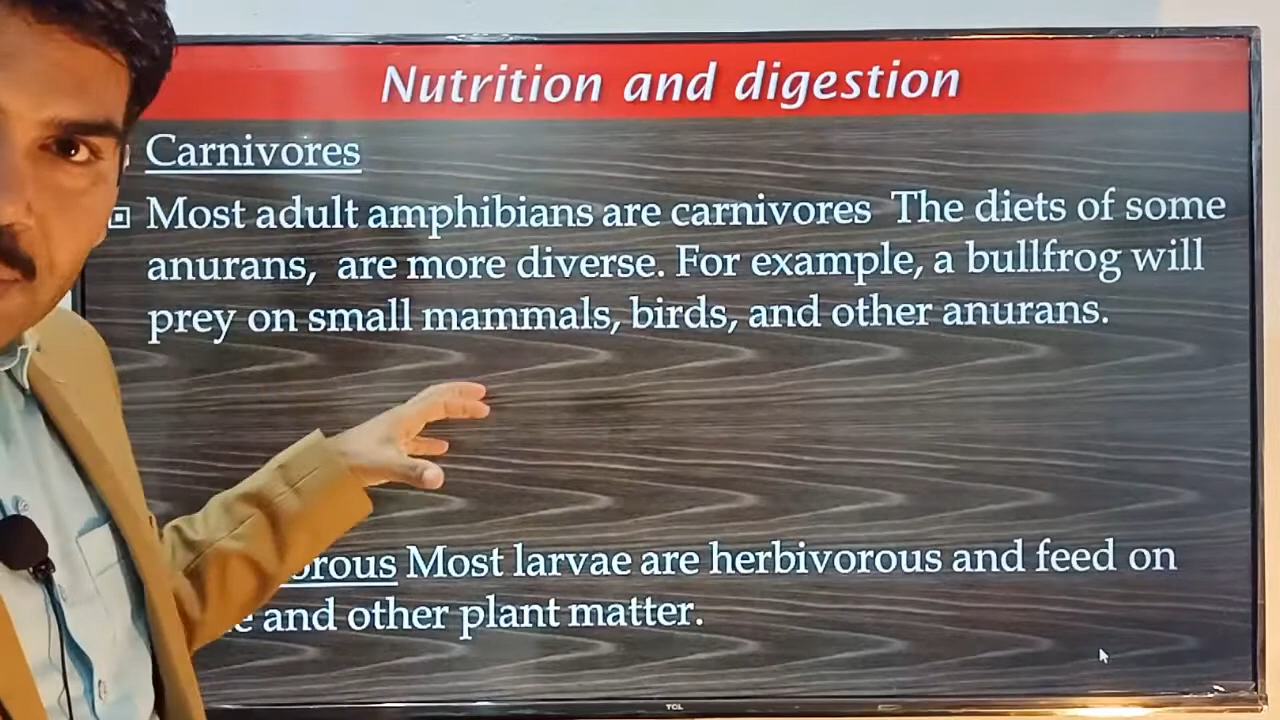 Nutrition and digestion
Carnivores
Most adult amphibians are carnivores The diets of some
anurans, are more diverse. For example, a bullfrog will
prey on small mammals, birds, and other anurans.
Most larvae are herbivorous and feed on
and other plant matter.
TCL